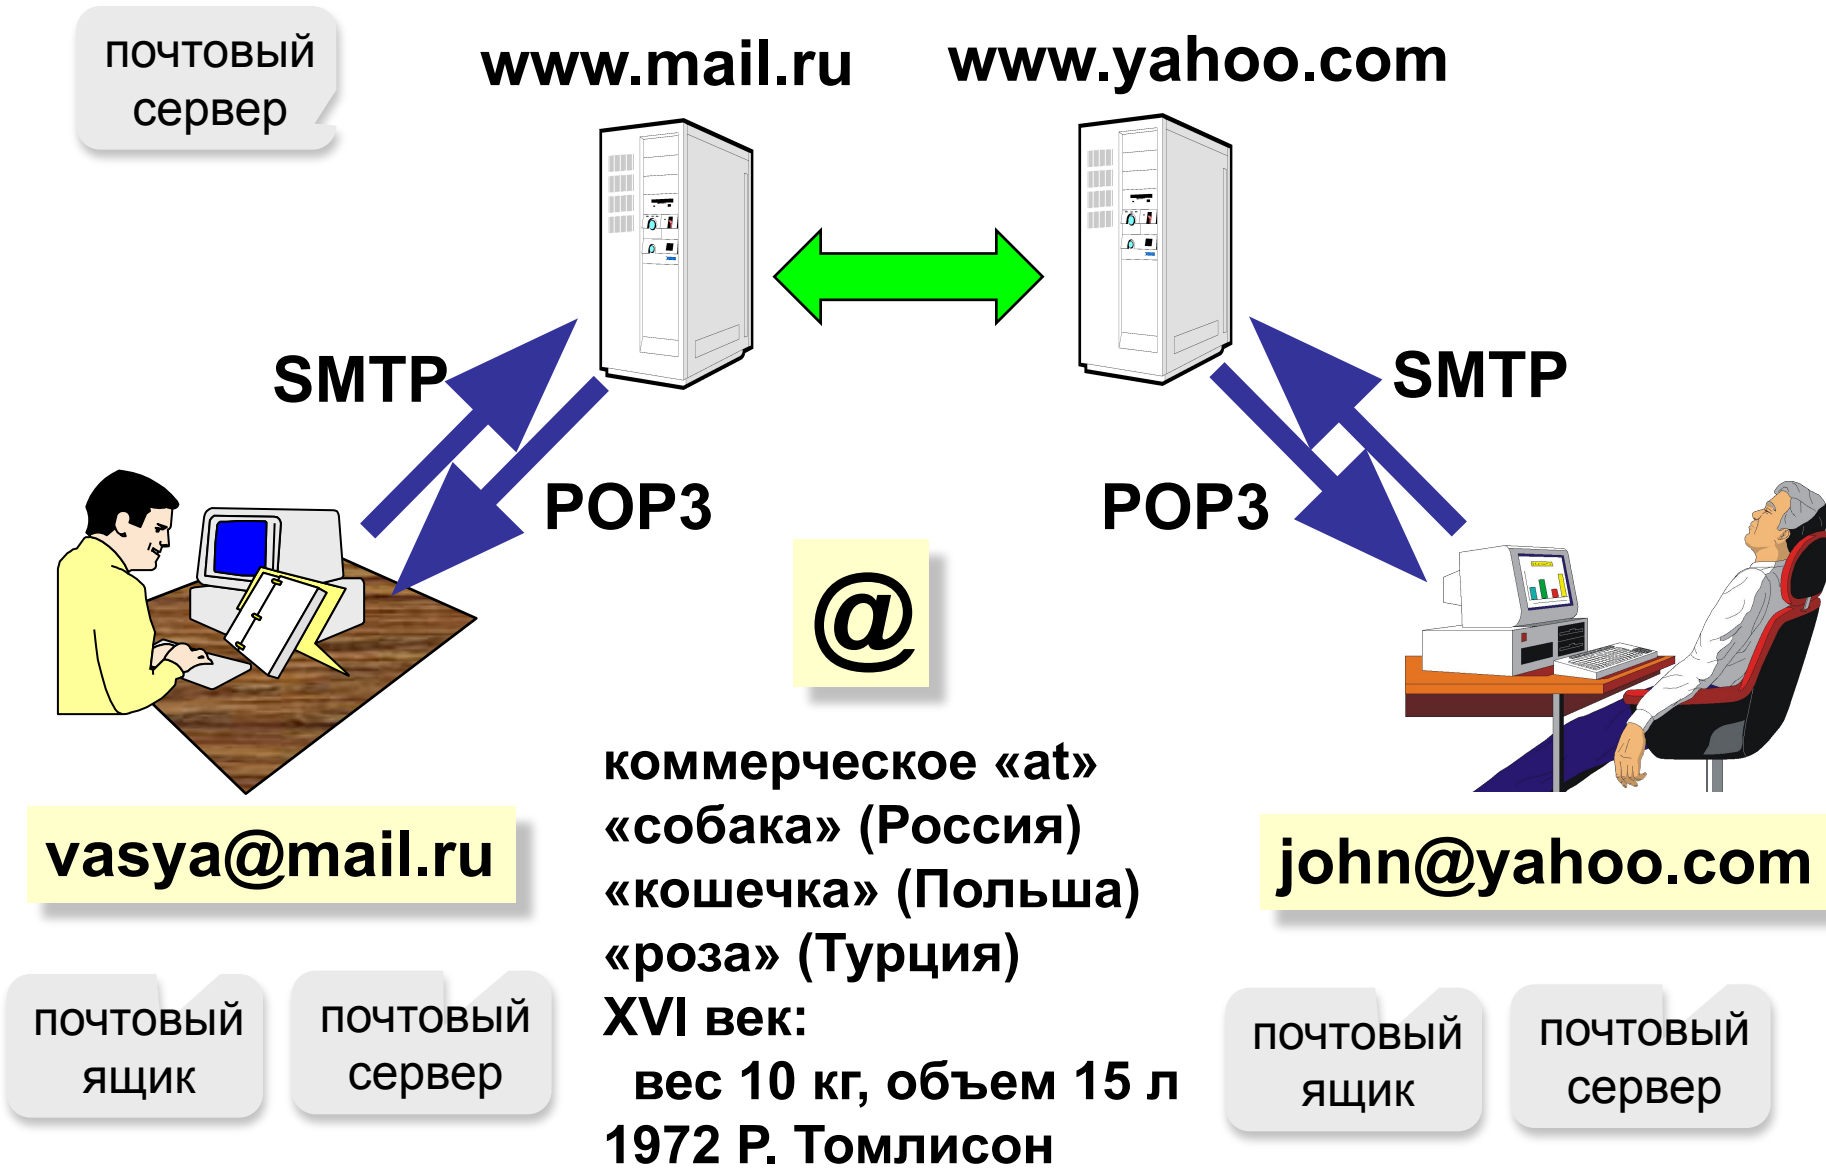 почтовый
сервер
www.mail.ru
www.yahoo.com
SMTP
SMTP
POP3
POP3
@
коммерческое «at»
«собака» (Россия)
«кошечка» (Польша)
«роза» (Турция)
XVI век:
вес 10 кг, объем 15 л
1972 Р. Томлисон
vasya@mail.ru
john@yahoo.com
почтовый
ящик
почтовый
сервер
почтовый
ящик
почтовый
сервер